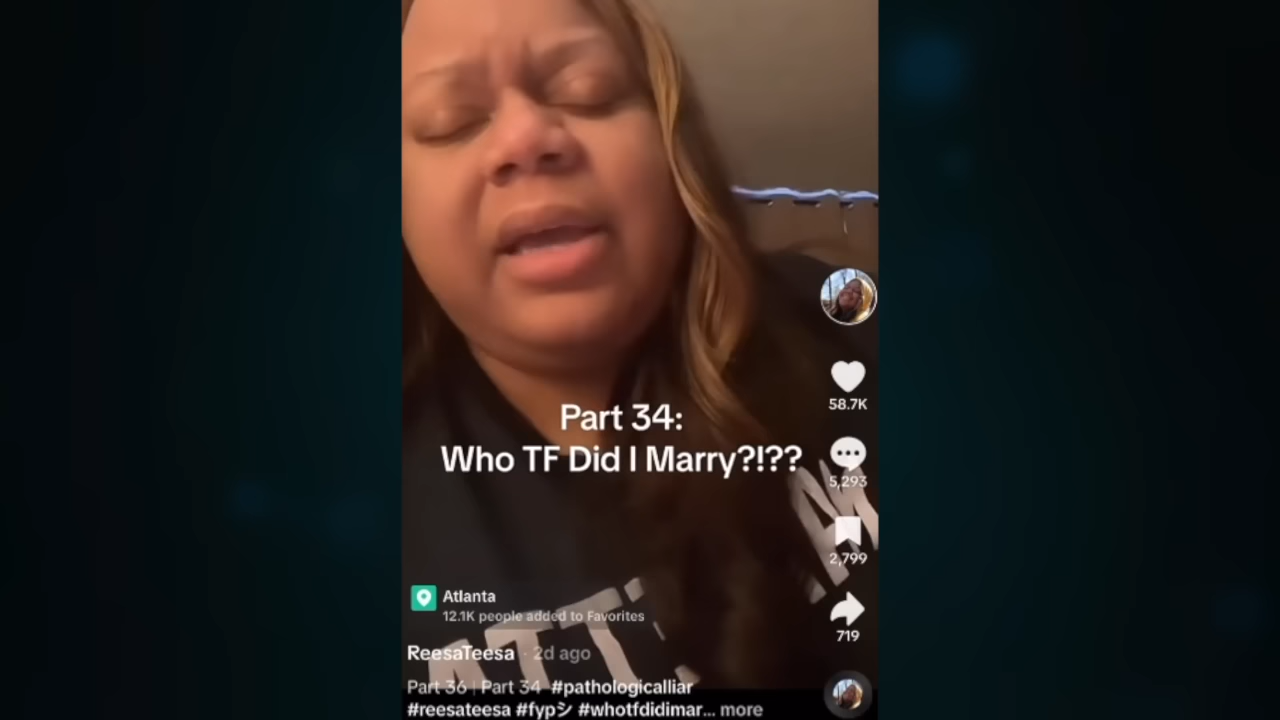 58.7K
Part 34:
Who TF Did I Marry?!??
5,293
2,799
Atlanta
12.1K people added to Favorites
719
ReesaTeesa · 2d ago
Part 36 | Part 34 #pathologicalliar
#reesateesa #fypシ #whotfdidimar... more